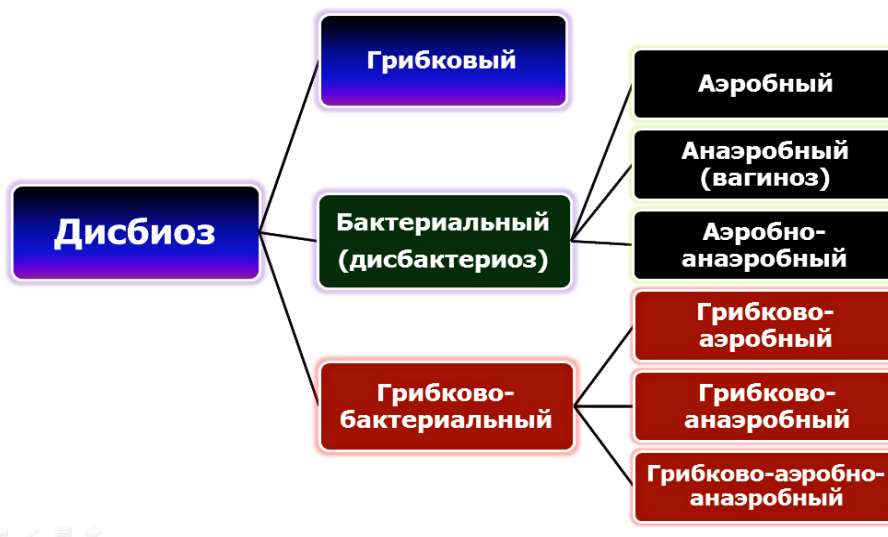 Дисбиоз
Грибковый
Бактериальный
(дисбактериоз)
Грибково-
бактериальный
Аэробный
Анаэробный
(вагиноз)
Аэробно-
анаэробный
Грибково-
аэробный
Грибково-
анаэробный
Грибково-аэробно-
анаэробный